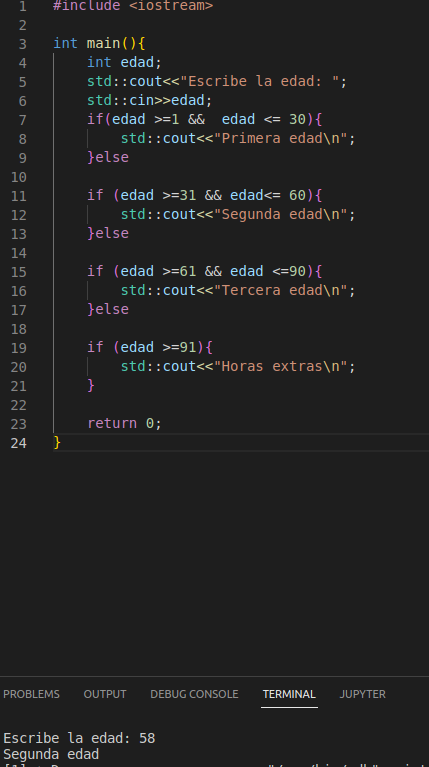 1 #include <iostream>
2
3 int main(){
4     int edad;
5     std::cout<<"Escribe la edad: ";
6     std::cin>>edad;
7     if(edad >=1 &&  edad <= 30){
8         std::cout<<"Primera edad\n";
9     }else
10
11     if (edad >=31 && edad<= 60){
12         std::cout<<"Segunda edad\n";
13     }else
14
15     if (edad >=61 && edad <=90){
16         std::cout<<"Tercera edad\n";
17     }else
18
19     if (edad >=91){
20         std::cout<<"Horas extras\n";
21     }
22
23     return 0;
24 }
PROBLEMS OUTPUT DEBUG CONSOLE TERMINAL JUPYTER
Escribe la edad: 58
Segunda edad